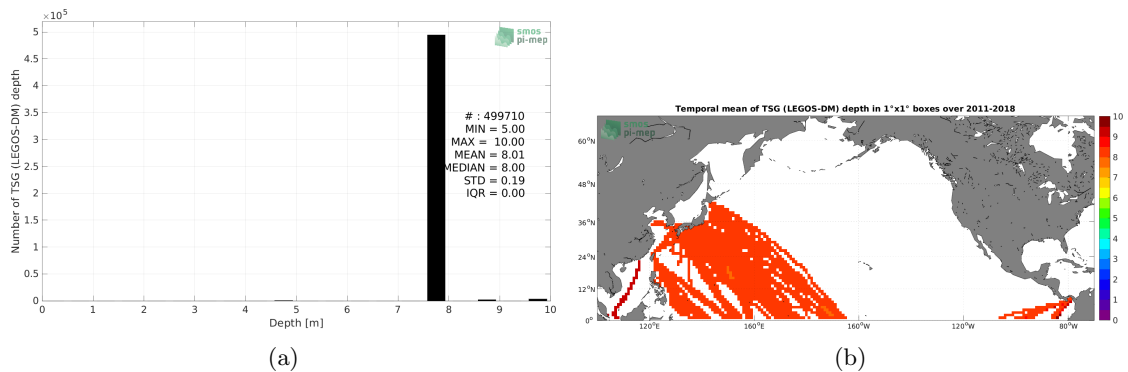 ×10⁵
5
4.5
4
3.5
3
2.5
2
1.5
1
0.5
0
Number of TSG (LEGOS-DM) depth
smos
pi-mep
# : 499710
MIN = 5.00
MAX = 10.00
MEAN = 8.01
MEDIAN = 8.00
STD = 0.19
IQR = 0.00
0 1 2 3 4 5 6 7 8 9 10
Depth [m]
(a)
Temporal mean of TSG (LEGOS-DM) depth in 1°x1° boxes over 2011-2018
smos
pi-mep
60°N
48°N
36°N
24°N
12°N
0°
120°E 160°E 160°W 120°W 80°W
10
9
8
7
6
5
4
3
2
1
0
(b)